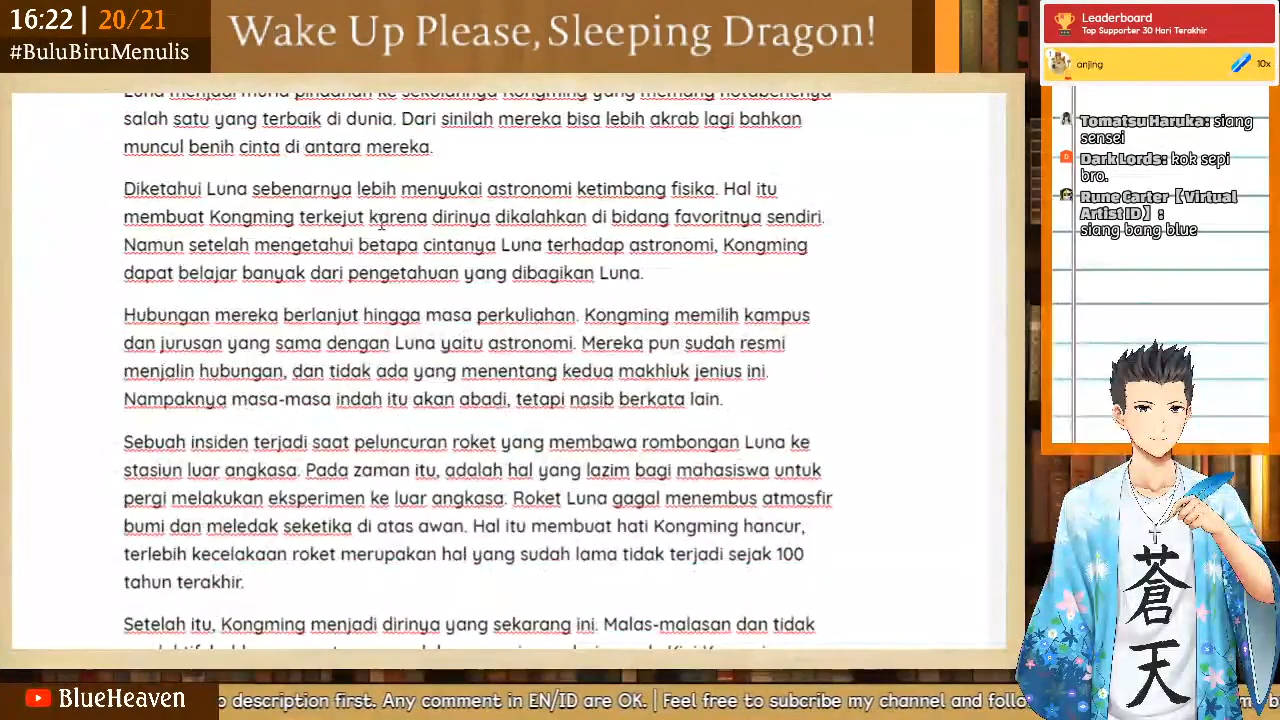 16:22 | 20/21
#BuluBiruMenulis
Wake Up Please, Sleeping Dragon!
Leaderboard
Top Supporter 30 Hari Terakhir
1
anjing
10x
Luna menjadi murid pindahan ke sekolahnya Kongming yang memang notabenenya
salah satu yang terbaik di dunia. Dari sinilah mereka bisa lebih akrab lagi bahkan
muncul benih cinta di antara mereka.
Diketahui Luna sebenarnya lebih menyukai astronomi ketimbang fisika. Hal itu
membuat Kongming terkejut karena dirinya dikalahkan di bidang favoritnya sendiri.
Namun setelah mengetahui betapa cintanya Luna terhadap astronomi, Kongming
dapat belajar banyak dari pengetahuan yang dibagikan Luna.
Hubungan mereka berlanjut hingga masa perkuliahan. Kongming memilih kampus
dan jurusan yang sama dengan Luna yaitu astronomi. Mereka pun sudah resmi
menjalin hubungan, dan tidak ada yang menentang kedua makhluk jenius ini.
Nampaknya masa-masa indah itu akan abadi, tetapi nasib berkata lain.
Sebuah insiden terjadi saat peluncuran roket yang membawa rombongan Luna ke
stasiun luar angkasa. Pada zaman itu, adalah hal yang lazim bagi mahasiswa untuk
pergi melakukan eksperimen ke luar angkasa. Roket Luna gagal menembus atmosfir
bumi dan meledak seketika di atas awan. Hal itu membuat hati Kongming hancur,
terlebih kecelakaan roket merupakan hal yang sudah lama tidak terjadi sejak 100
tahun terakhir.
Setelah itu, Kongming menjadi dirinya yang sekarang ini. Malas-malasan dan tidak
Tomatsu Haruka: siang
sensei
D
Dark Lords: kok sepi
bro.
Rune Carter【Virtual
Artist ID】:
siang bang blue
蒼
天
BlueHeaven
o description first. Any comment in EN/ID are OK. | Feel free to subcribe my channel and follo